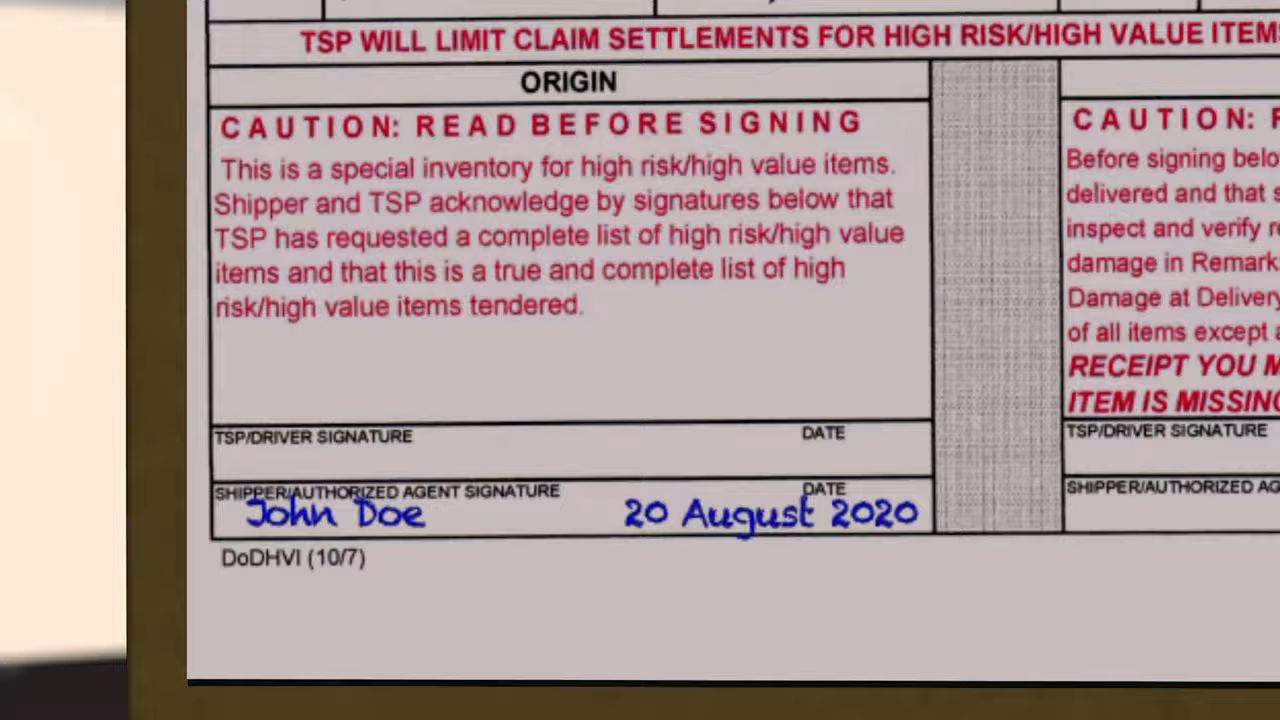 TSP WILL LIMIT CLAIM SETTLEMENTS FOR HIGH RISK/HIGH VALUE ITEMS
ORIGIN
CAUTION: READ BEFORE SIGNING
This is a special inventory for high risk/high value items.
Shipper and TSP acknowledge by signatures below that
TSP has requested a complete list of high risk/high value
items and that this is a true and complete list of high
risk/high value items tendered.
TSP/DRIVER SIGNATURE DATE
SHIPPER/AUTHORIZED AGENT SIGNATURE DATE
John Doe 20 August 2020
DoDHVI (10/7)
CAUTION:
Before signing
delivered and that
inspect and verify
damage in
Damage at Delivery
of all items except
RECEIPT YOU
ITEM IS MISSING
TSP/DRIVER SIGNATURE
SHIPPER/AUTHORIZED